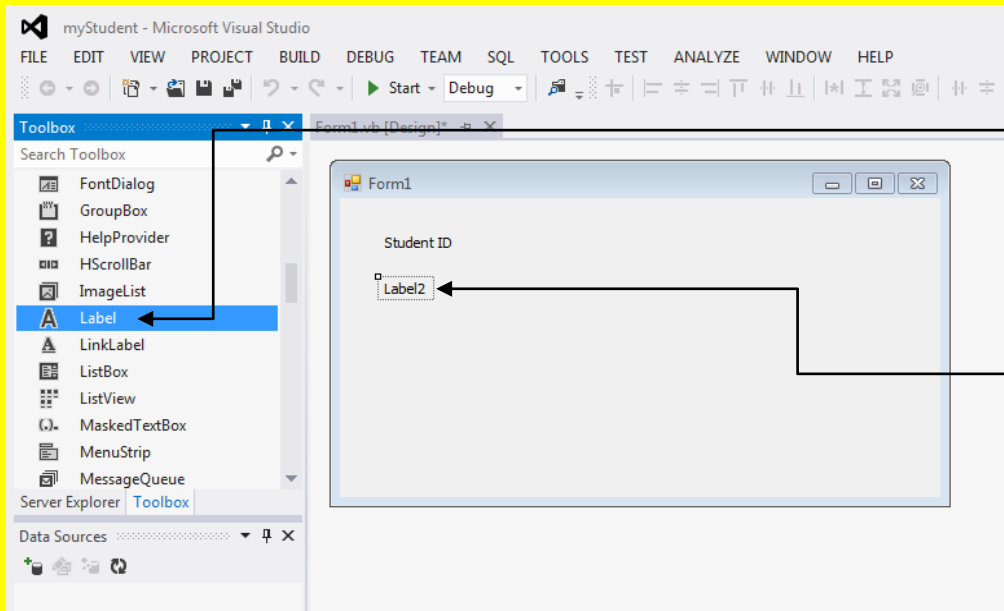 myStudent - Microsoft Visual Studio
FILE EDIT VIEW PROJECT BUILD DEBUG TEAM SQL TOOLS TEST ANALYZE WINDOW HELP
Start Debug
Toolbox
Form1.vb [Design]*
Search Toolbox
FontDialog
GroupBox
HelpProvider
HScrollBar
ImageList
Label
LinkLabel
ListBox
ListView
MaskedTextBox
MenuStrip
MessageQueue
Server Explorer Toolbox
Data Sources
Form1
Student ID
Label2